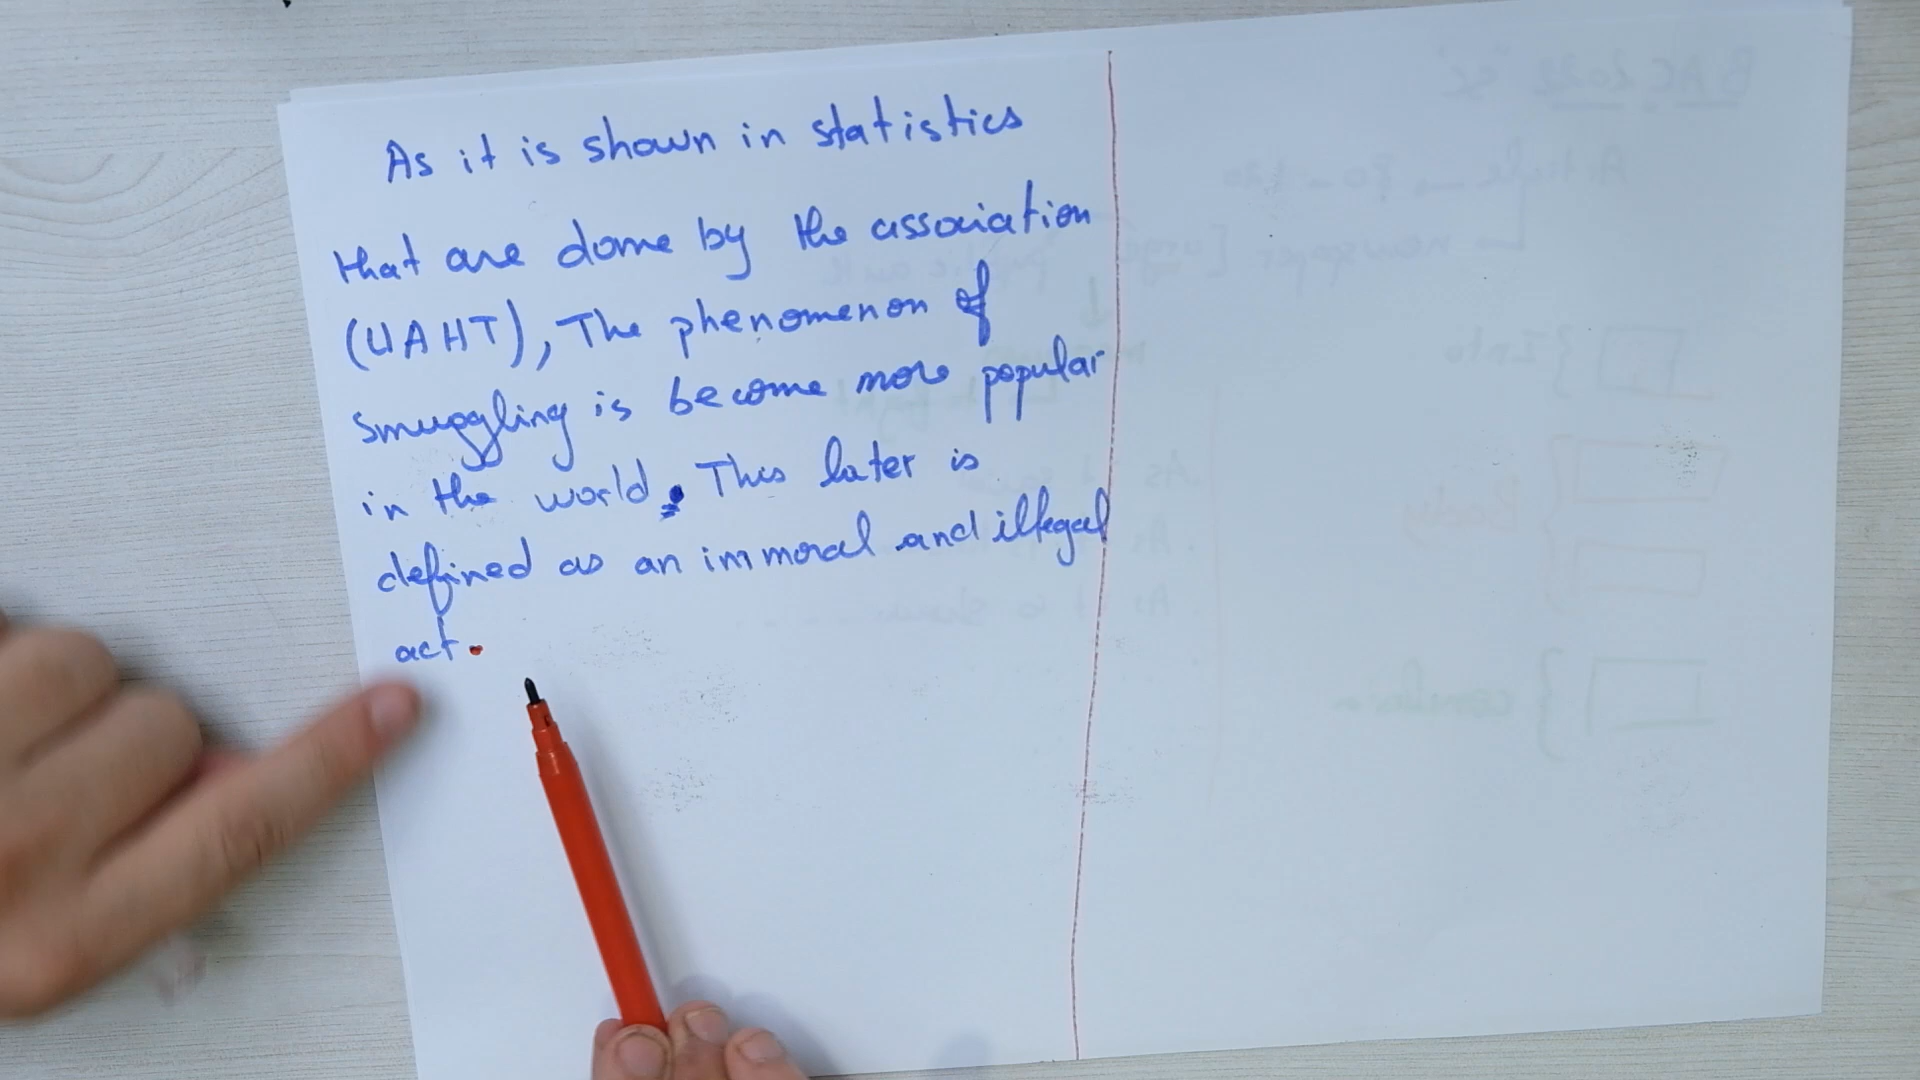 As it is shown in statistics
that are dome by the association
(UAHT), The phenomenon of
smuggling is become more popular
in the world. This later is
defined as an immoral and illegal
act.